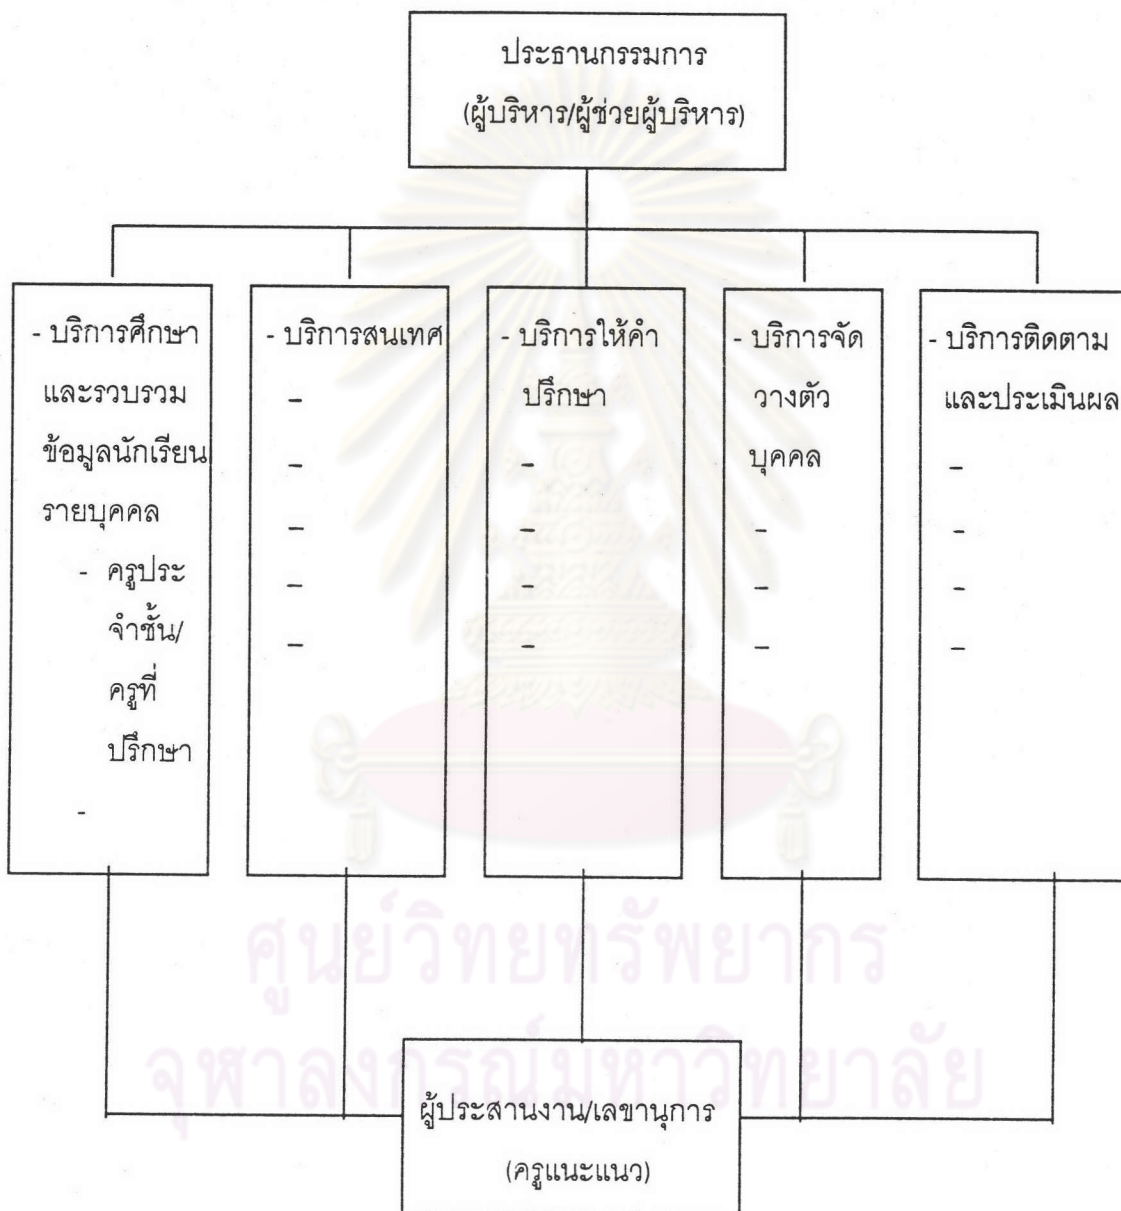 ประธานกรรมการ
(ผู้บริหาร/ผู้ช่วยผู้บริหาร)
- บริการศึกษา
และรวบรวม
ข้อมูลนักเรียน
รายบุคคล
- ครูประ
จำชั้น/
ครูที่
ปรึกษา
-
- บริการสนเทศ
-
-
-
-
-
- บริการให้คำ
ปรึกษา
-
-
-
-
- บริการจัด
วางตัว
บุคคล
-
-
-
- บริการติดตาม
และประเมินผล
-
-
-
-
ศูนย์วิทยทรัพยากร
จุฬาลงกรณ์มหาวิทยาลัย
ผู้ประสานงาน/เลขานุการ
(ครูแนะแนว)